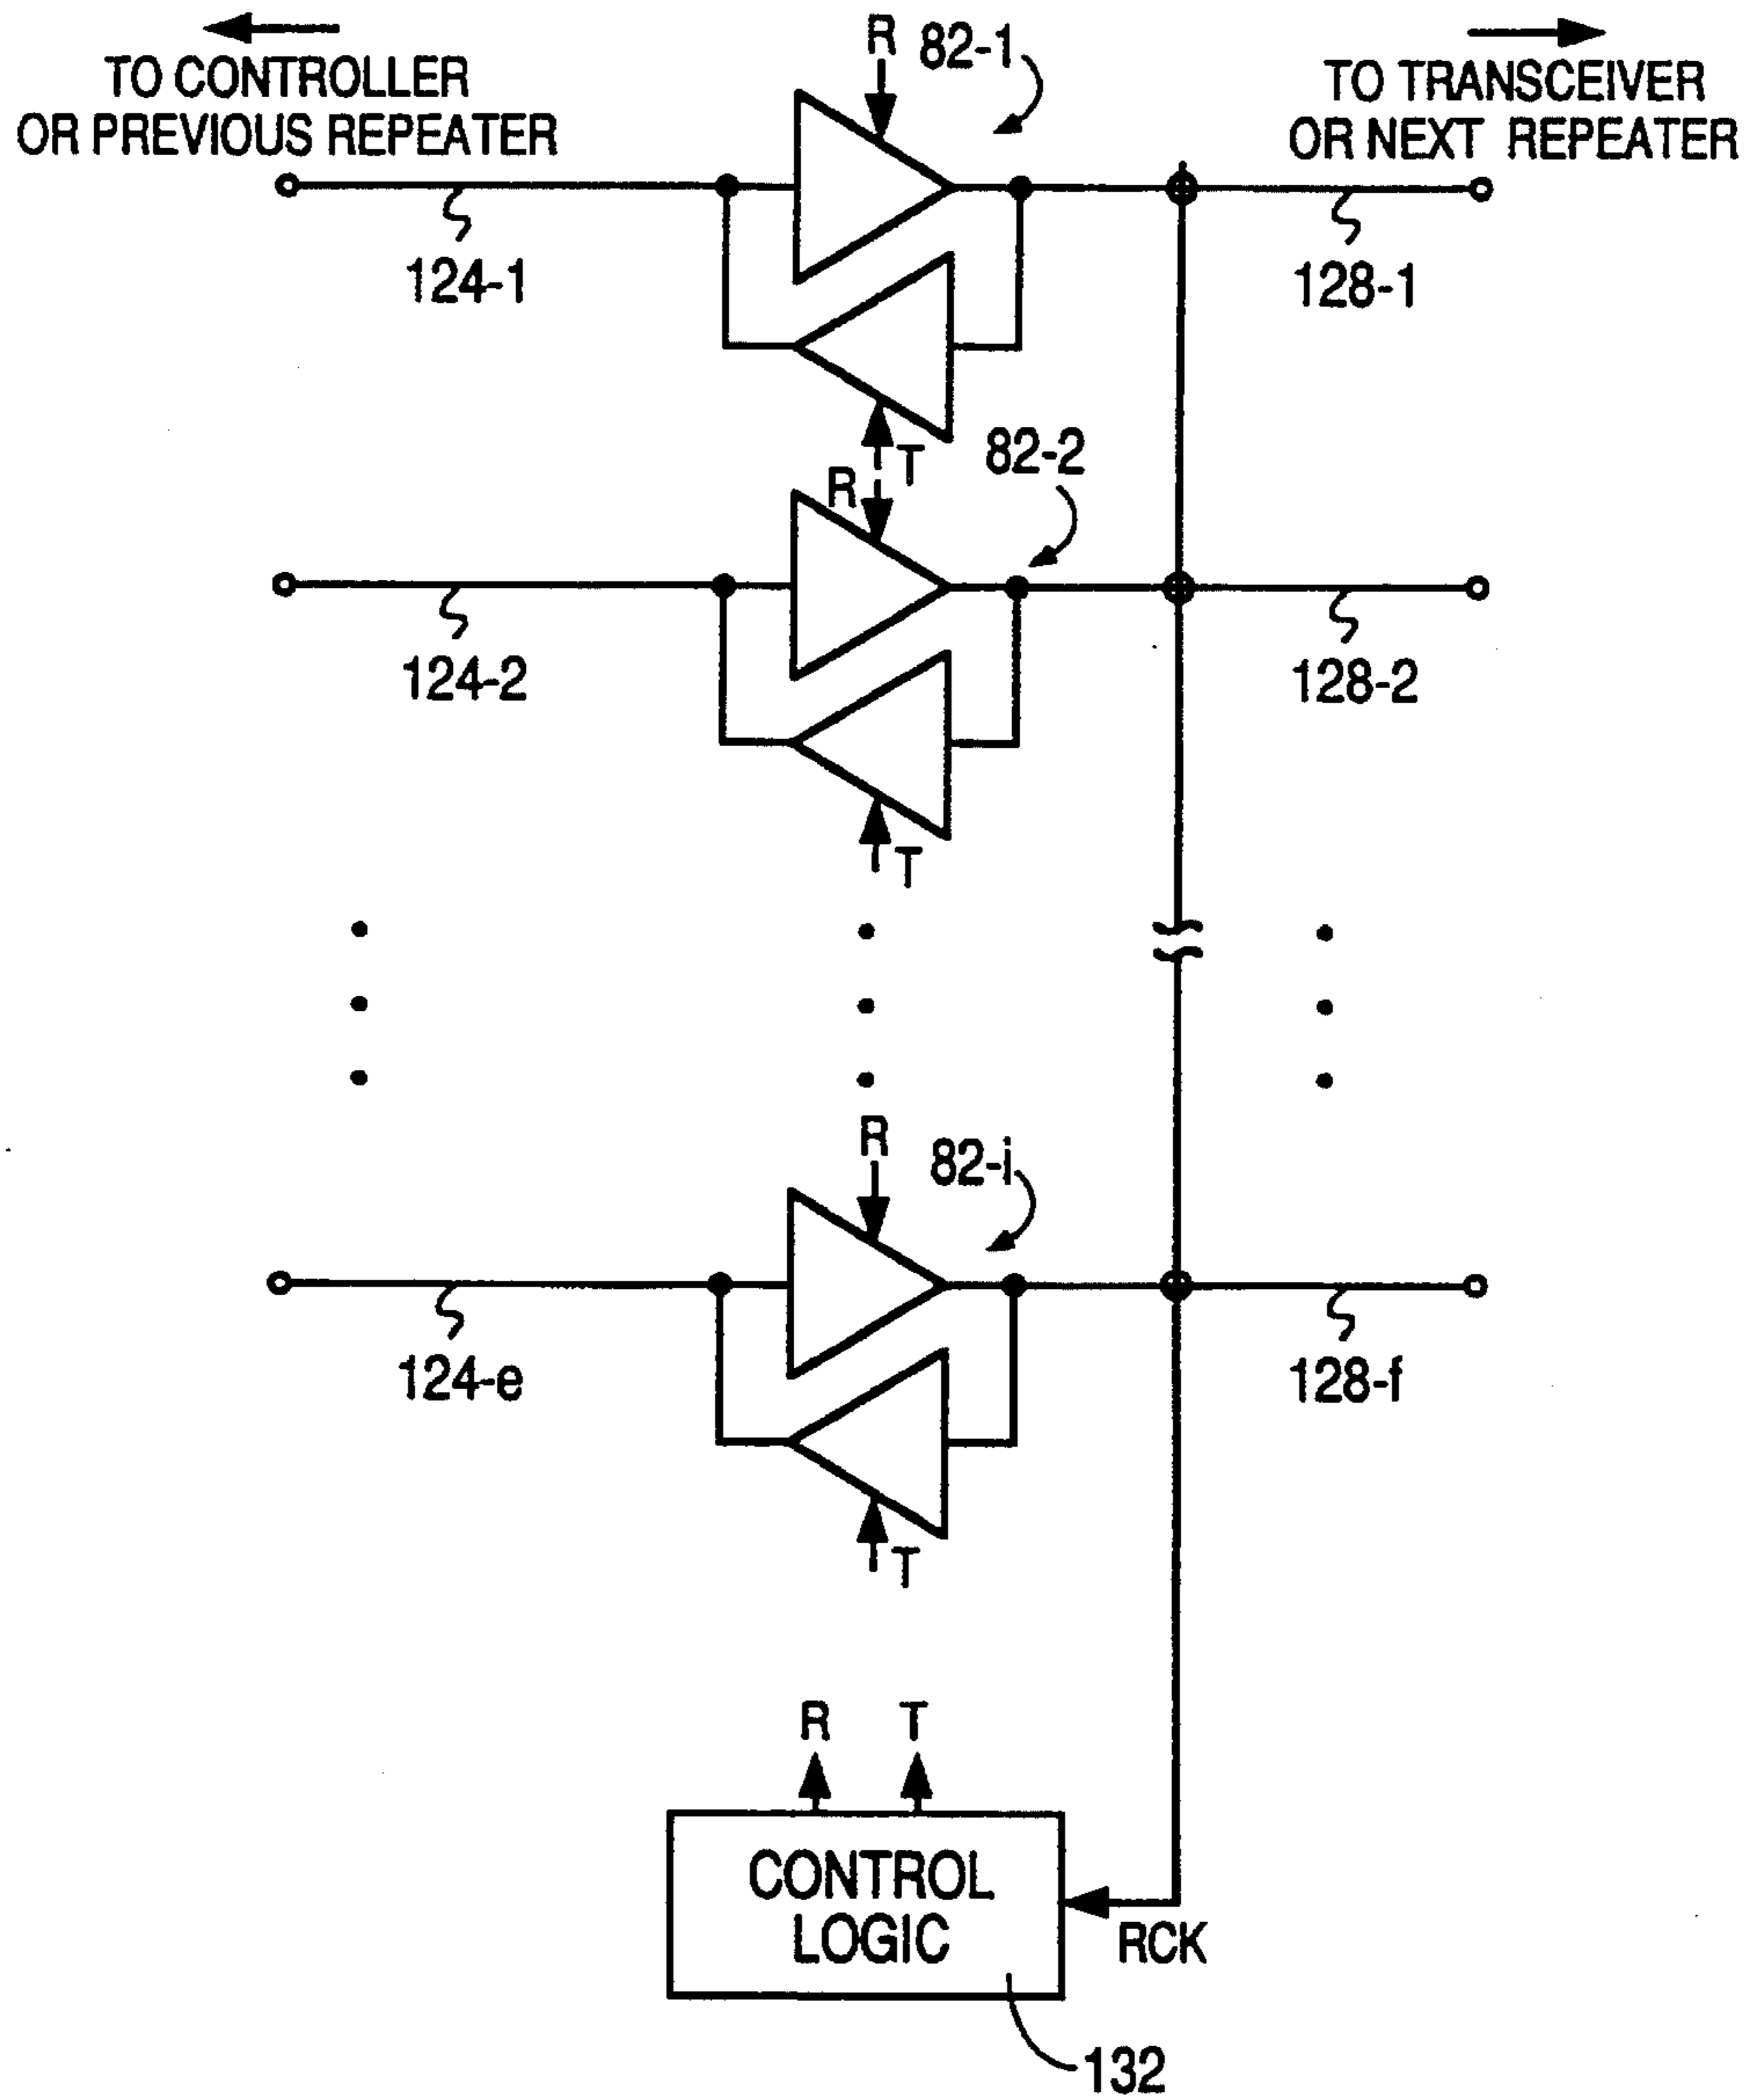 TO CONTROLLER
OR PREVIOUS REPEATER
R
82-1
TO TRANSCEIVER
OR NEXT REPEATER
124-1
128-1
T
R
82-2
124-2
128-2
T
R
82-i
124-e
128-f
T
R T
CONTROL
LOGIC
RCK
132